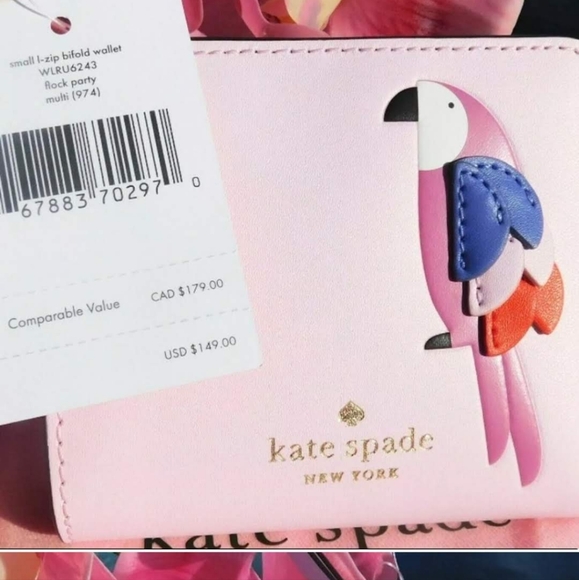 small l-zip bifold wallet
WLRU6243
flock party
multi (974)
67883 70297 0
Comparable Value CAD $179.00
USD $149.00
kate spade
NEW YORK
kate spade